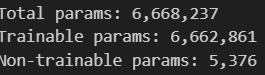 Total params: 6,668,237
Trainable params: 6,662,861
Non-trainable params: 5,376